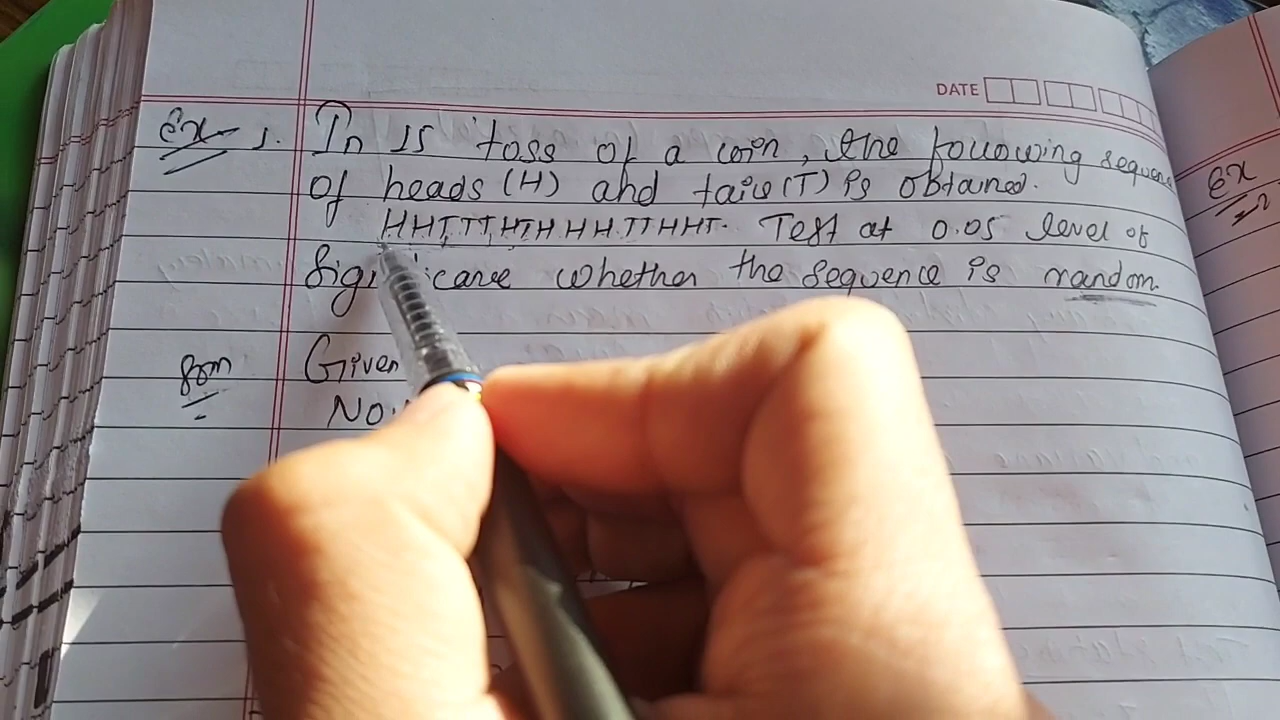 DATE
Ex 1. In 15 toss of a coin, the following sequence
of heads (H) and tails (T) is obtained.
HHTTTHTHHHTTHHT. Test at 0.05 level of
whether the sequence is random.
Soln Given
Ex